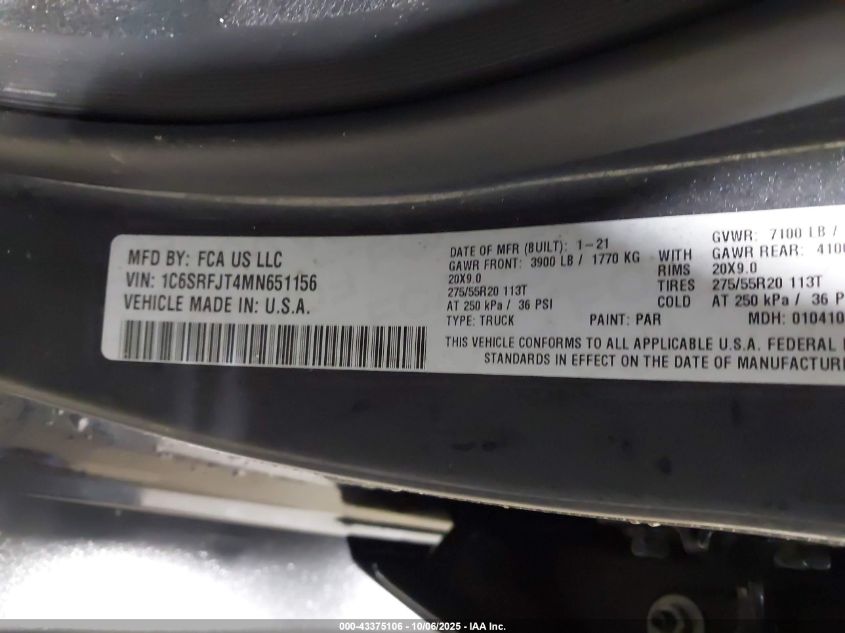 MFD BY: FCA US LLC
VIN: 1C6SRFJT4MN651156
VEHICLE MADE IN: U.S.A.
DATE OF MFR (BUILT): 1-21
GAWR FRONT: 3900 LB / 1770 KG WITH
20X9.0 RIMS
275/55R20 113T TIRES
AT 250 kPa / 36 PSI COLD
TYPE: TRUCK PAINT: PAR
GVWR: 7100 LB /
GAWR REAR: 4100
20X9.0
275/55R20 113T
AT 250 kPa / 36 PS
MDH: 010410
THIS VEHICLE CONFORMS TO ALL APPLICABLE U.S.A. FEDERAL
STANDARDS IN EFFECT ON THE DATE OF MANUFACTUR
000-43375106 - 10/06/2025 - IAA Inc.